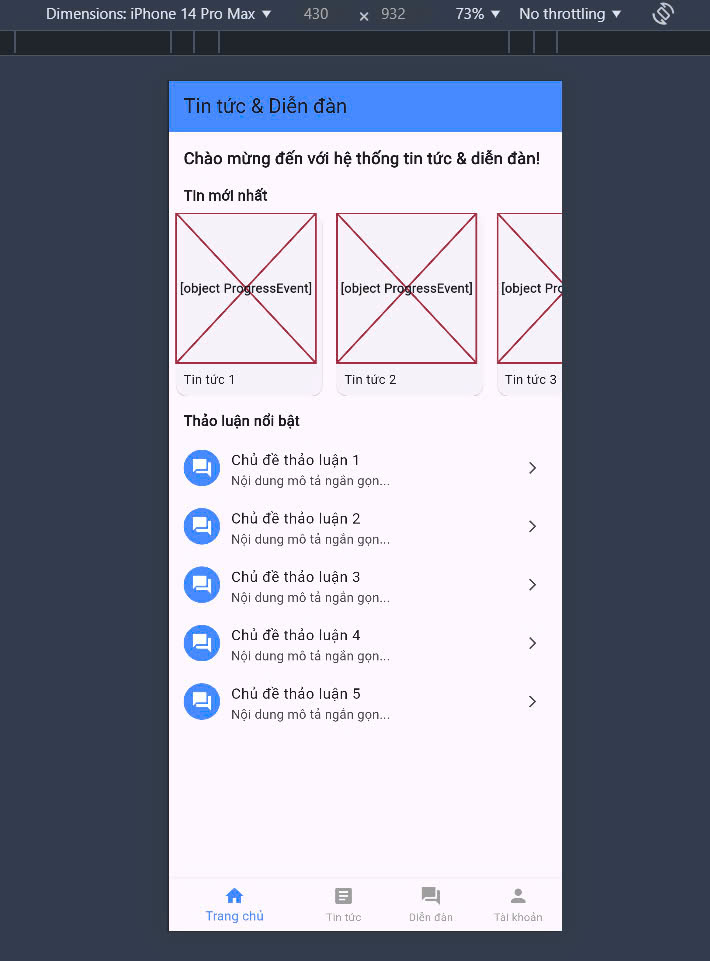 Dimensions: iPhone 14 Pro Max ▼ 430 × 932 73% ▼ No throttling ▼
Tin tức & Diễn đàn
Chào mừng đến với hệ thống tin tức & diễn đàn!
Tin mới nhất
[object ProgressEvent] [object ProgressEvent] [object Pro
Tin tức 1 Tin tức 2 Tin tức 3
Thảo luận nổi bật
Chủ đề thảo luận 1
Nội dung mô tả ngắn gọn...
Chủ đề thảo luận 2
Nội dung mô tả ngắn gọn...
Chủ đề thảo luận 3
Nội dung mô tả ngắn gọn...
Chủ đề thảo luận 4
Nội dung mô tả ngắn gọn...
Chủ đề thảo luận 5
Nội dung mô tả ngắn gọn...
Trang chủ Tin tức Diễn đàn Tài khoản